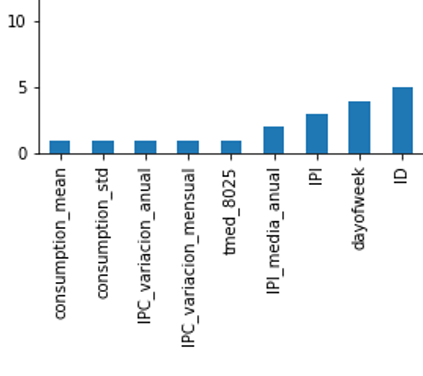 10
5
0
consumption_mean
consumption_std
IPC_variacion_anual
IPC_variacion_mensual
tmed_8025
IPI_media_anual
IPI
dayofweek
ID